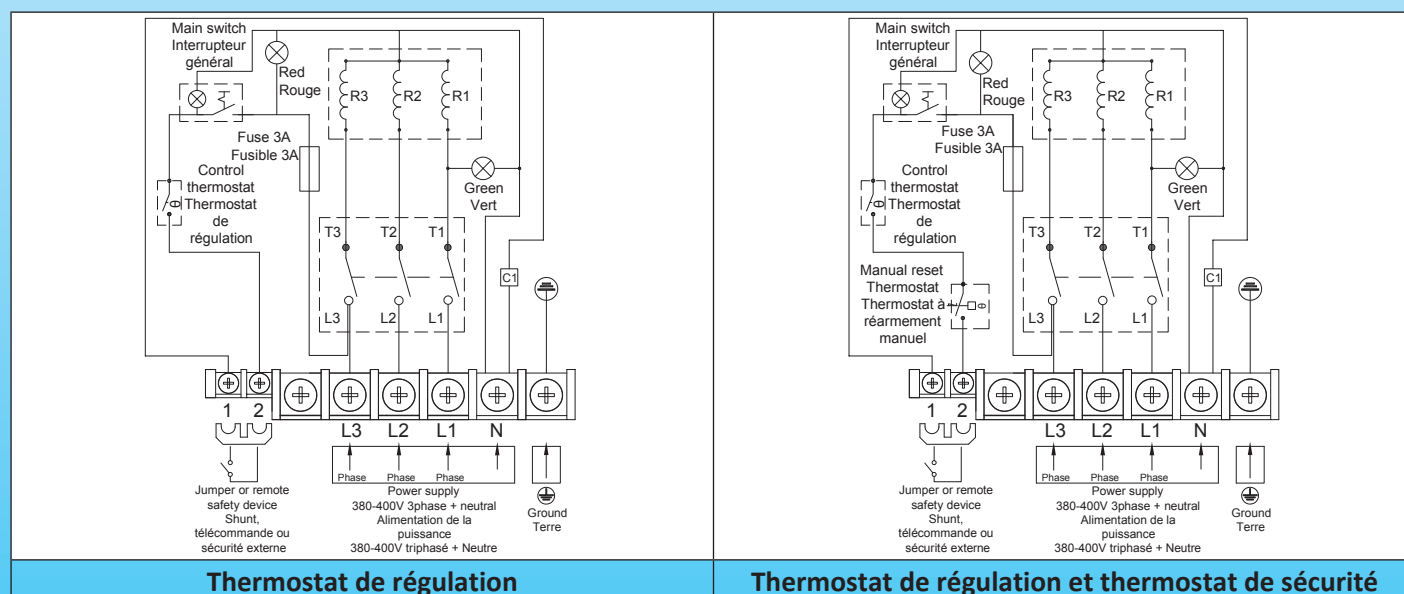 Main switch
Interrupteur
général
Red
Rouge
R3
R2
R1
Fuse 3A
Fusible 3A
Control
thermostat
Thermostat
de
régulation
θ
Green
Vert
T3
T2
T1
C1
L3
L2
L1
1
2
L3
L2
L1
N
Phase
Phase
Phase
Jumper or remote
safety device
Shunt,
télécommande ou
sécurité externe
Power supply
380-400V 3phase + neutral
Alimentation de la
puissance
380-400V triphasé + Neutre
Ground
Terre
Thermostat de régulation
Main switch
Interrupteur
général
Red
Rouge
R3
R2
R1
Fuse 3A
Fusible 3A
Control
thermostat
Thermostat
de
régulation
θ
Green
Vert
T3
T2
T1
Manual reset
Thermostat
Thermostat à
réarmement
manuel
θ
C1
L3
L2
L1
1
2
L3
L2
L1
N
Phase
Phase
Phase
Jumper or remote
safety device
Shunt,
télécommande ou
sécurité externe
Power supply
380-400V 3phase + neutral
Alimentation de la
puissance
380-400V triphasé + Neutre
Ground
Terre
Thermostat de régulation et thermostat de sécurité